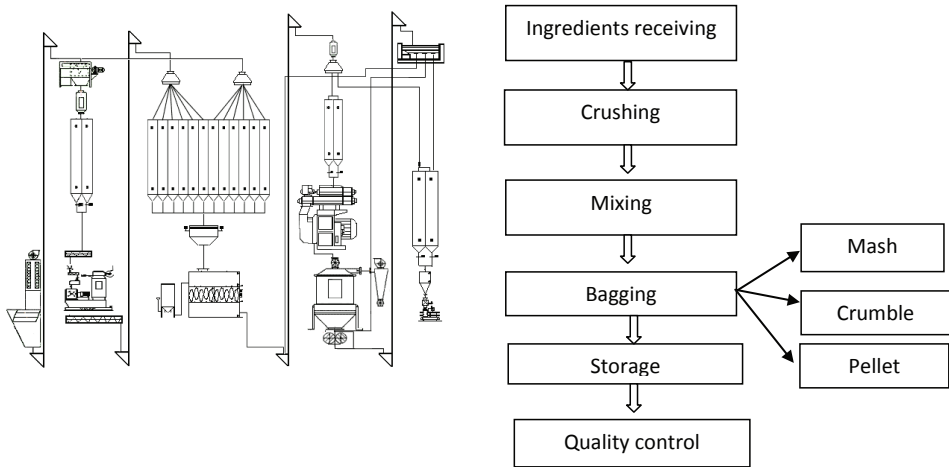 Ingredients receiving
Crushing
Mixing
Bagging
Mash
Crumble
Pellet
Storage
Quality control